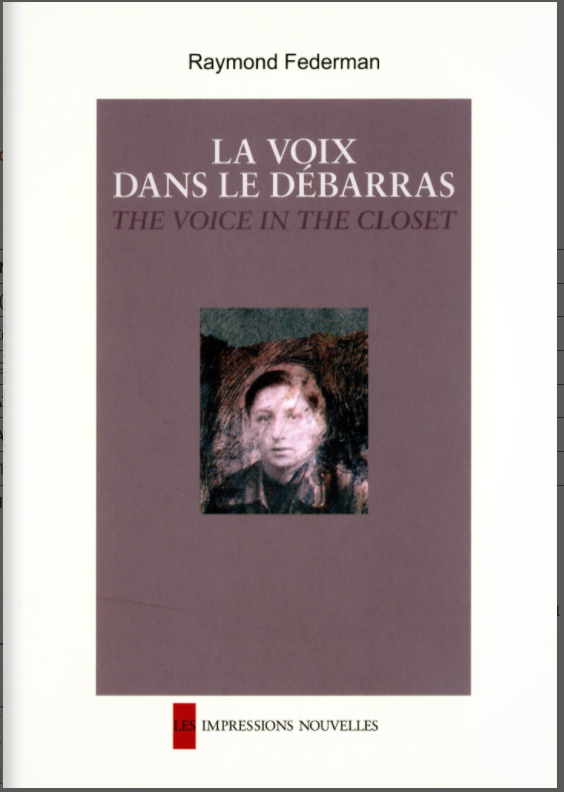 Raymond Federman
LA VOIX
DANS LE DÉBARRAS
THE VOICE IN THE CLOSET
LES IMPRESSIONS NOUVELLES